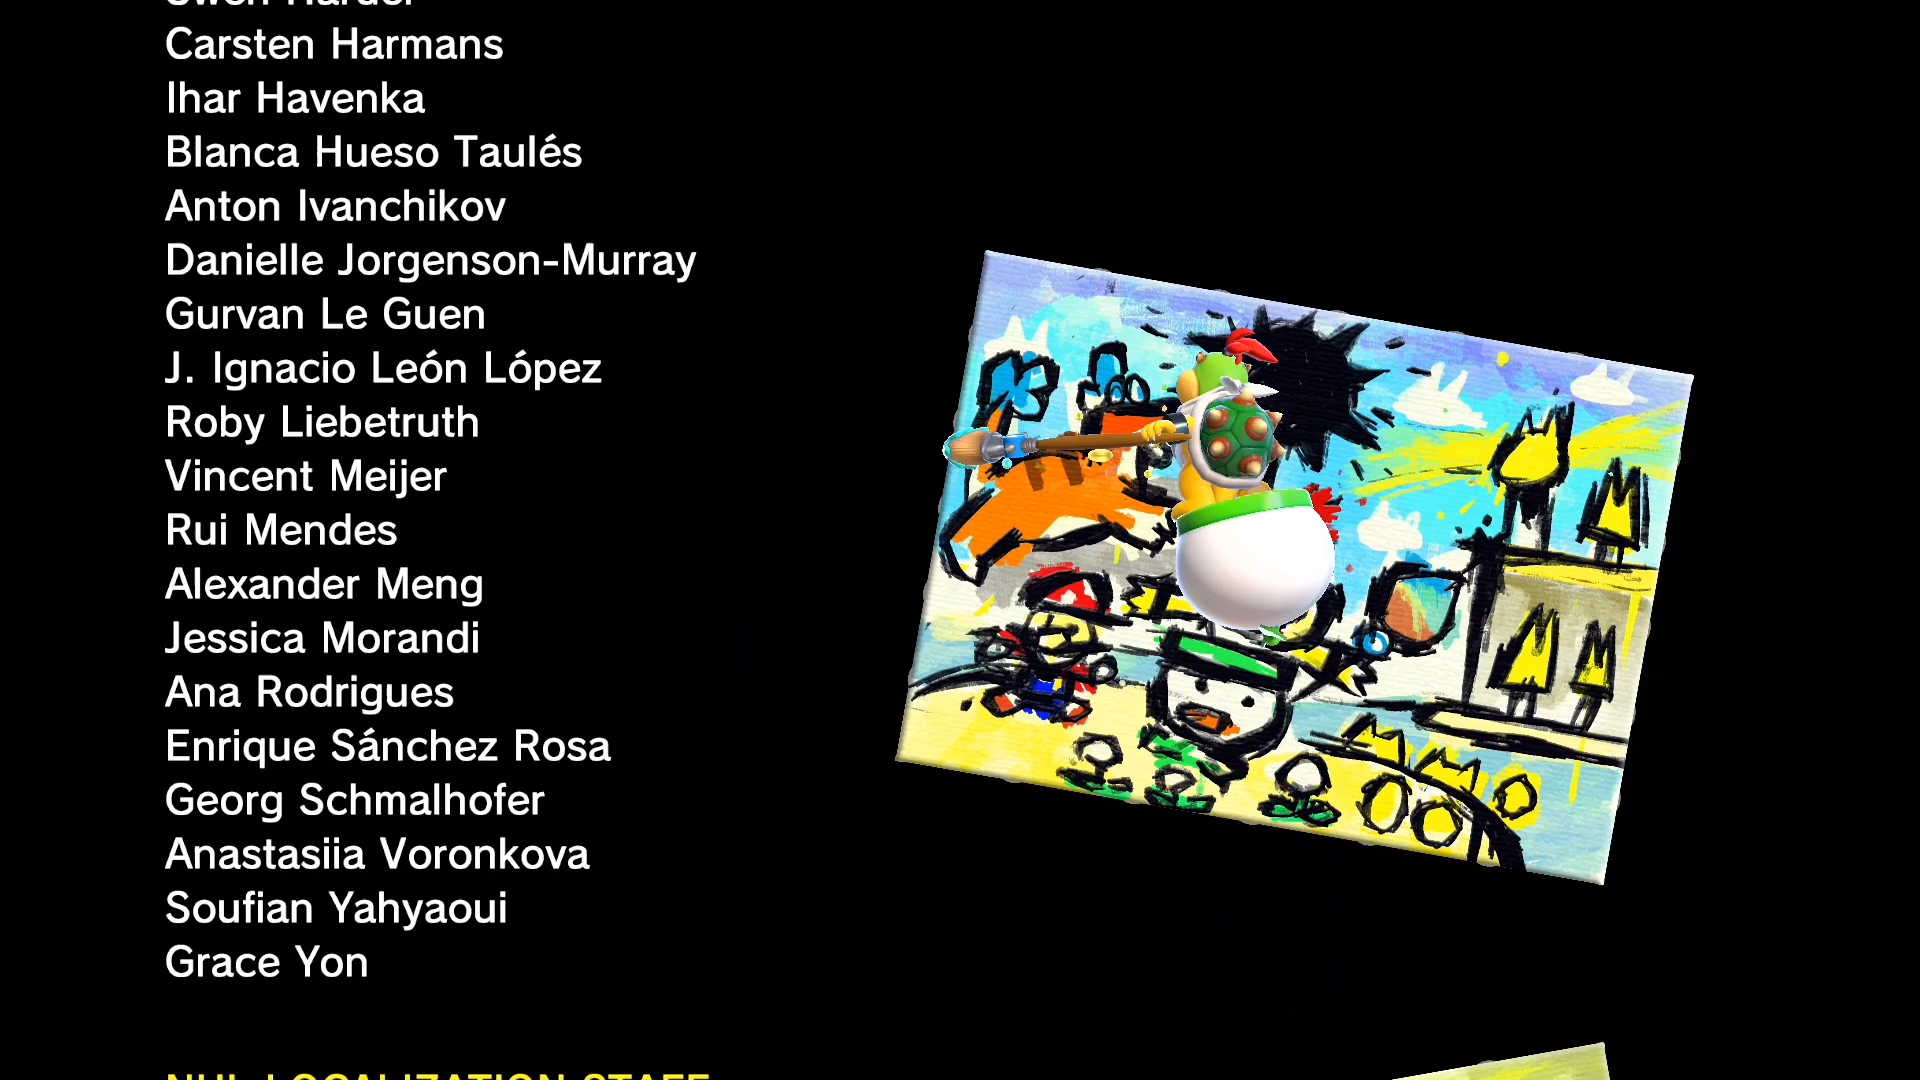 Carsten Harmans
Ihar Havenka
Blanca Hueso Taulés
Anton Ivanchikov
Danielle Jorgenson-Murray
Gurvan Le Guen
J. Ignacio León López
Roby Liebetruth
Vincent Meijer
Rui Mendes
Alexander Meng
Jessica Morandi
Ana Rodrigues
Enrique Sánchez Rosa
Georg Schmalhofer
Anastasiia Voronkova
Soufian Yahyaoui
Grace Yon
LOCALIZATION STAFF